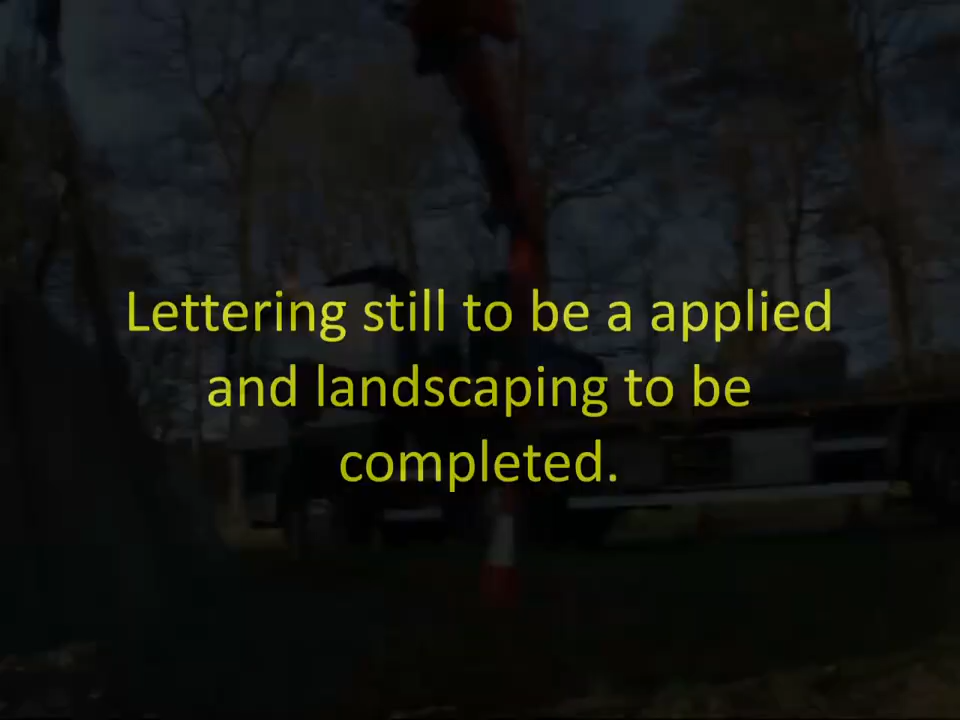 Lettering still to be a applied
and landscaping to be
completed.